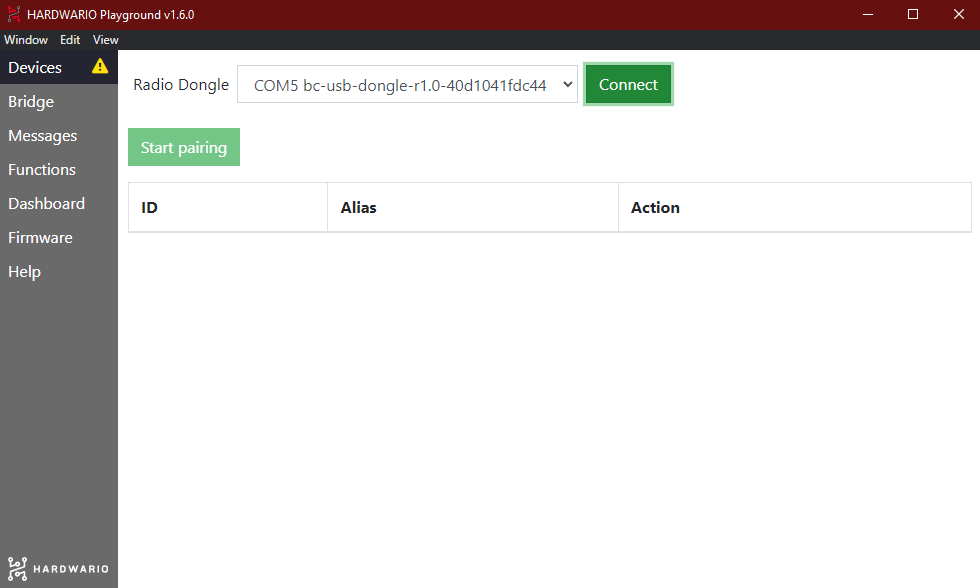 HARDWARIO Playground v1.6.0
Window Edit View
Devices
Bridge
Messages
Functions
Dashboard
Firmware
Help
HARDWARIO
Radio Dongle COM5 bc-usb-dongle-r1.0-40d1041fdc44 Connect
Start pairing
ID Alias Action